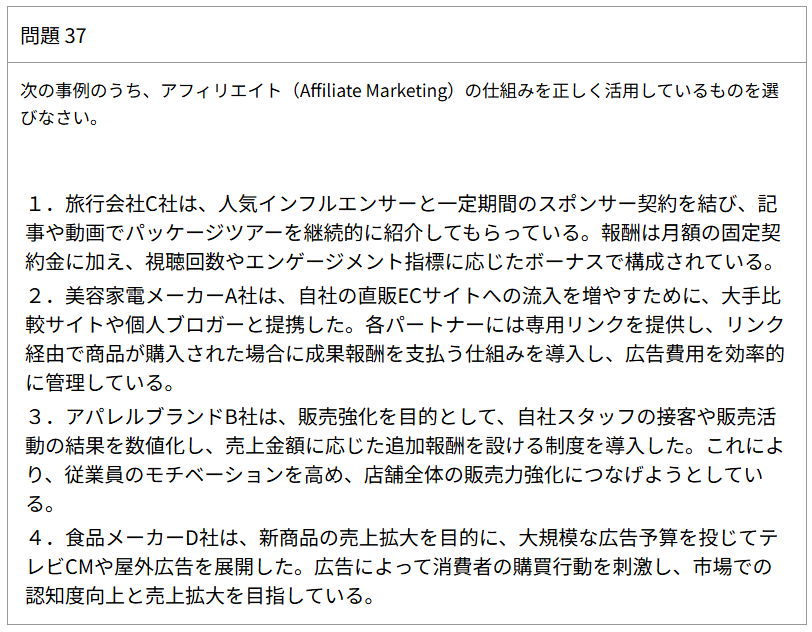 問題 37
次の事例のうち、アフィリエイト（Affiliate Marketing）の仕組みを正しく活用しているものを選
びなさい。
１．旅行会社C社は、人気インフルエンサーと一定期間のスポンサー契約を結び、記
事や動画でパッケージツアーを継続的に紹介してもらっている。報酬は月額の固定契
約金に加え、視聴回数やエンゲージメント指標に応じたボーナスで構成されている。
２．美容家電メーカーA社は、自社の直販ECサイトへの流入を増やすために、大手比
較サイトや個人ブロガーと提携した。各パートナーには専用リンクを提供し、リンク
経由で商品が購入された場合に成果報酬を支払う仕組みを導入し、広告費用を効率的
に管理している。
３．アパレルブランドB社は、販売強化を目的として、自社スタッフの接客や販売活
動の結果を数値化し、売上金額に応じた追加報酬を設ける制度を導入した。これによ
り、従業員のモチベーションを高め、店舗全体の販売力強化につなげようとしてい
る。
４．食品メーカーD社は、新商品の売上拡大を目的に、大規模な広告予算を投じてテ
レビCMや屋外広告を展開した。広告によって消費者の購買行動を刺激し、市場での
認知度向上と売上拡大を目指している。